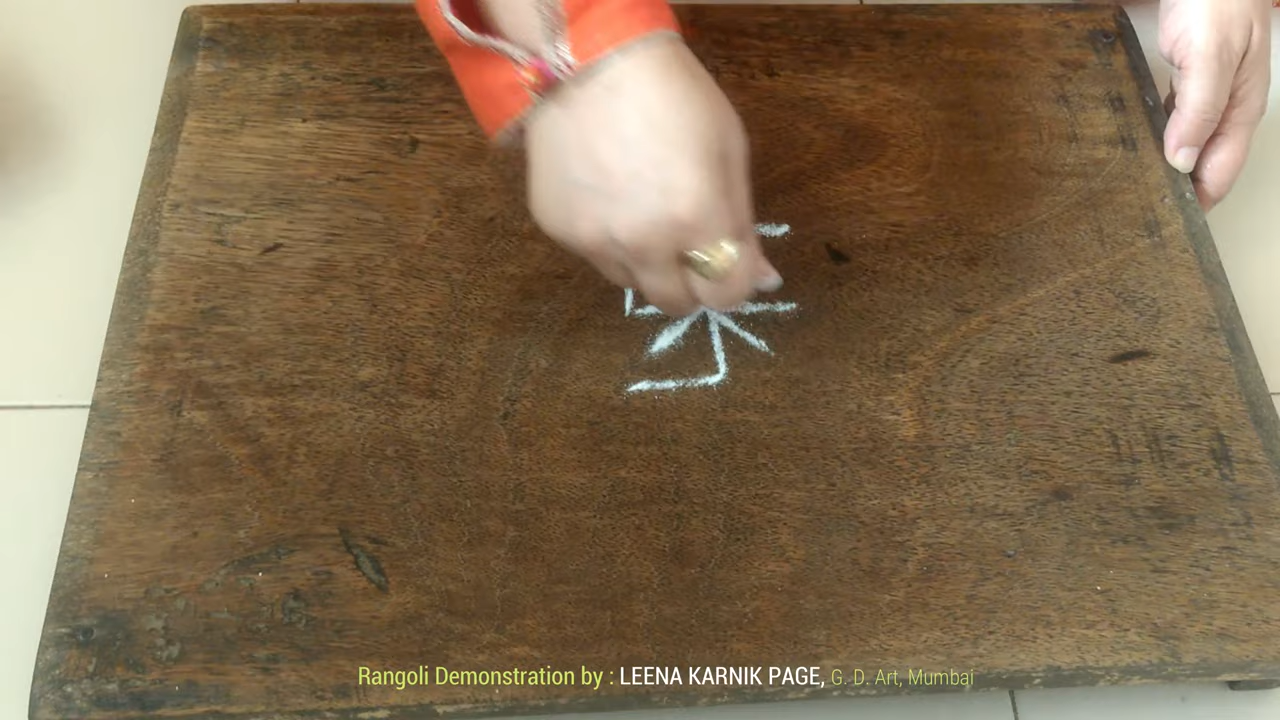 Rangoli Demonstration by : LEENA KARNIK PAGE, G. D. Art, Mumbai